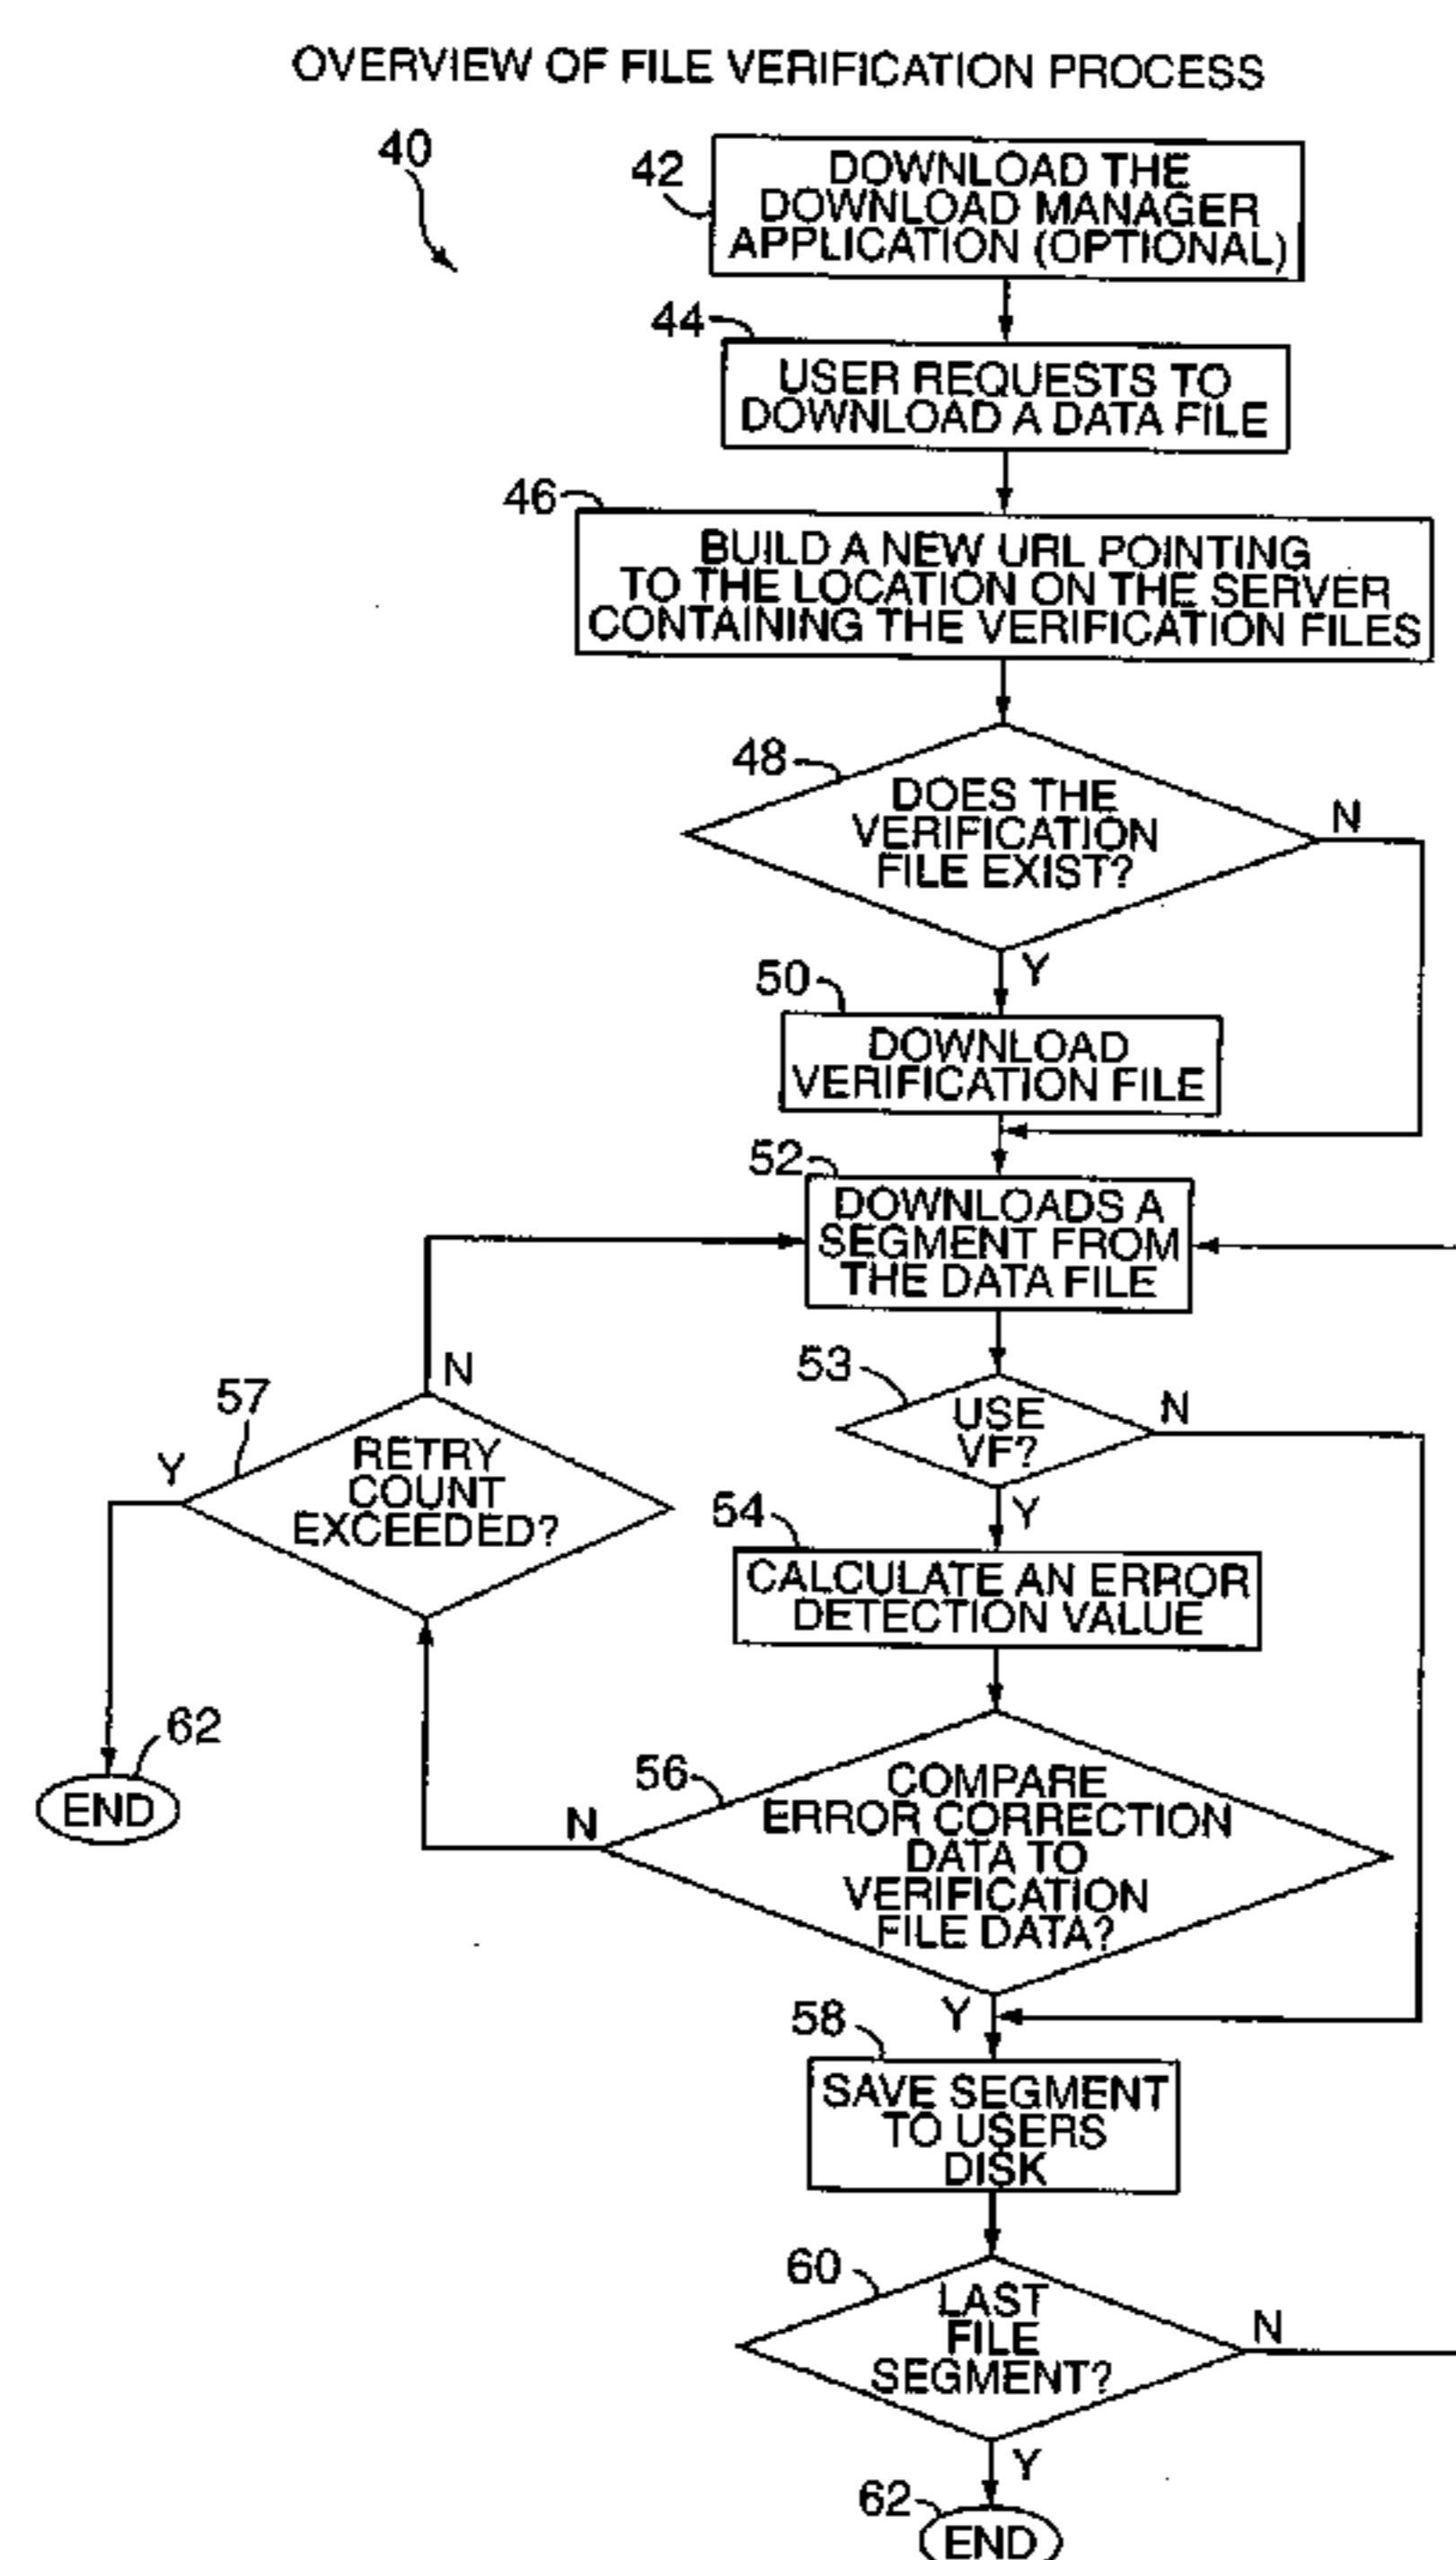 OVERVIEW OF FILE VERIFICATION PROCESS
40
42
DOWNLOAD THE
DOWNLOAD MANAGER
APPLICATION (OPTIONAL)
44
USER REQUESTS TO
DOWNLOAD A DATA FILE
46
BUILD A NEW URL POINTING
TO THE LOCATION ON THE SERVER
CONTAINING THE VERIFICATION FILES
48
DOES THE
VERIFICATION
FILE EXIST?
N
Y
50
DOWNLOAD
VERIFICATION FILE
52
DOWNLOADS A
SEGMENT FROM
THE DATA FILE
53
USE
VF?
N
Y
57
RETRY
COUNT
EXCEEDED?
N
Y
54
CALCULATE AN ERROR
DETECTION VALUE
62
END
56
COMPARE
ERROR CORRECTION
DATA TO
VERIFICATION
FILE DATA?
N
Y
58
SAVE SEGMENT
TO USERS
DISK
60
LAST
FILE
SEGMENT?
N
Y
62
END